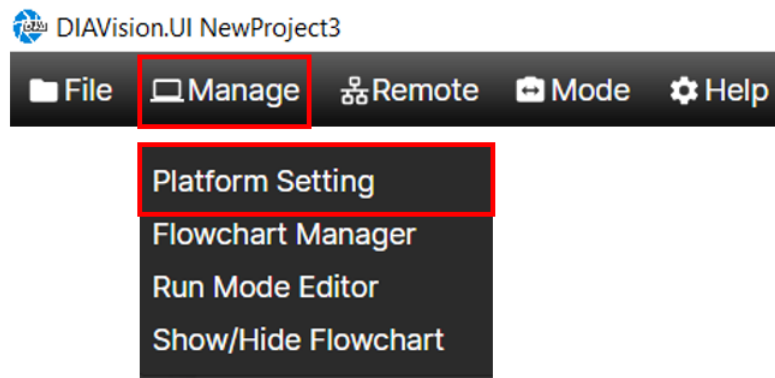 DIAVision.UI NewProject3
File Manage Remote Mode Help
Platform Setting
Flowchart Manager
Run Mode Editor
Show/Hide Flowchart